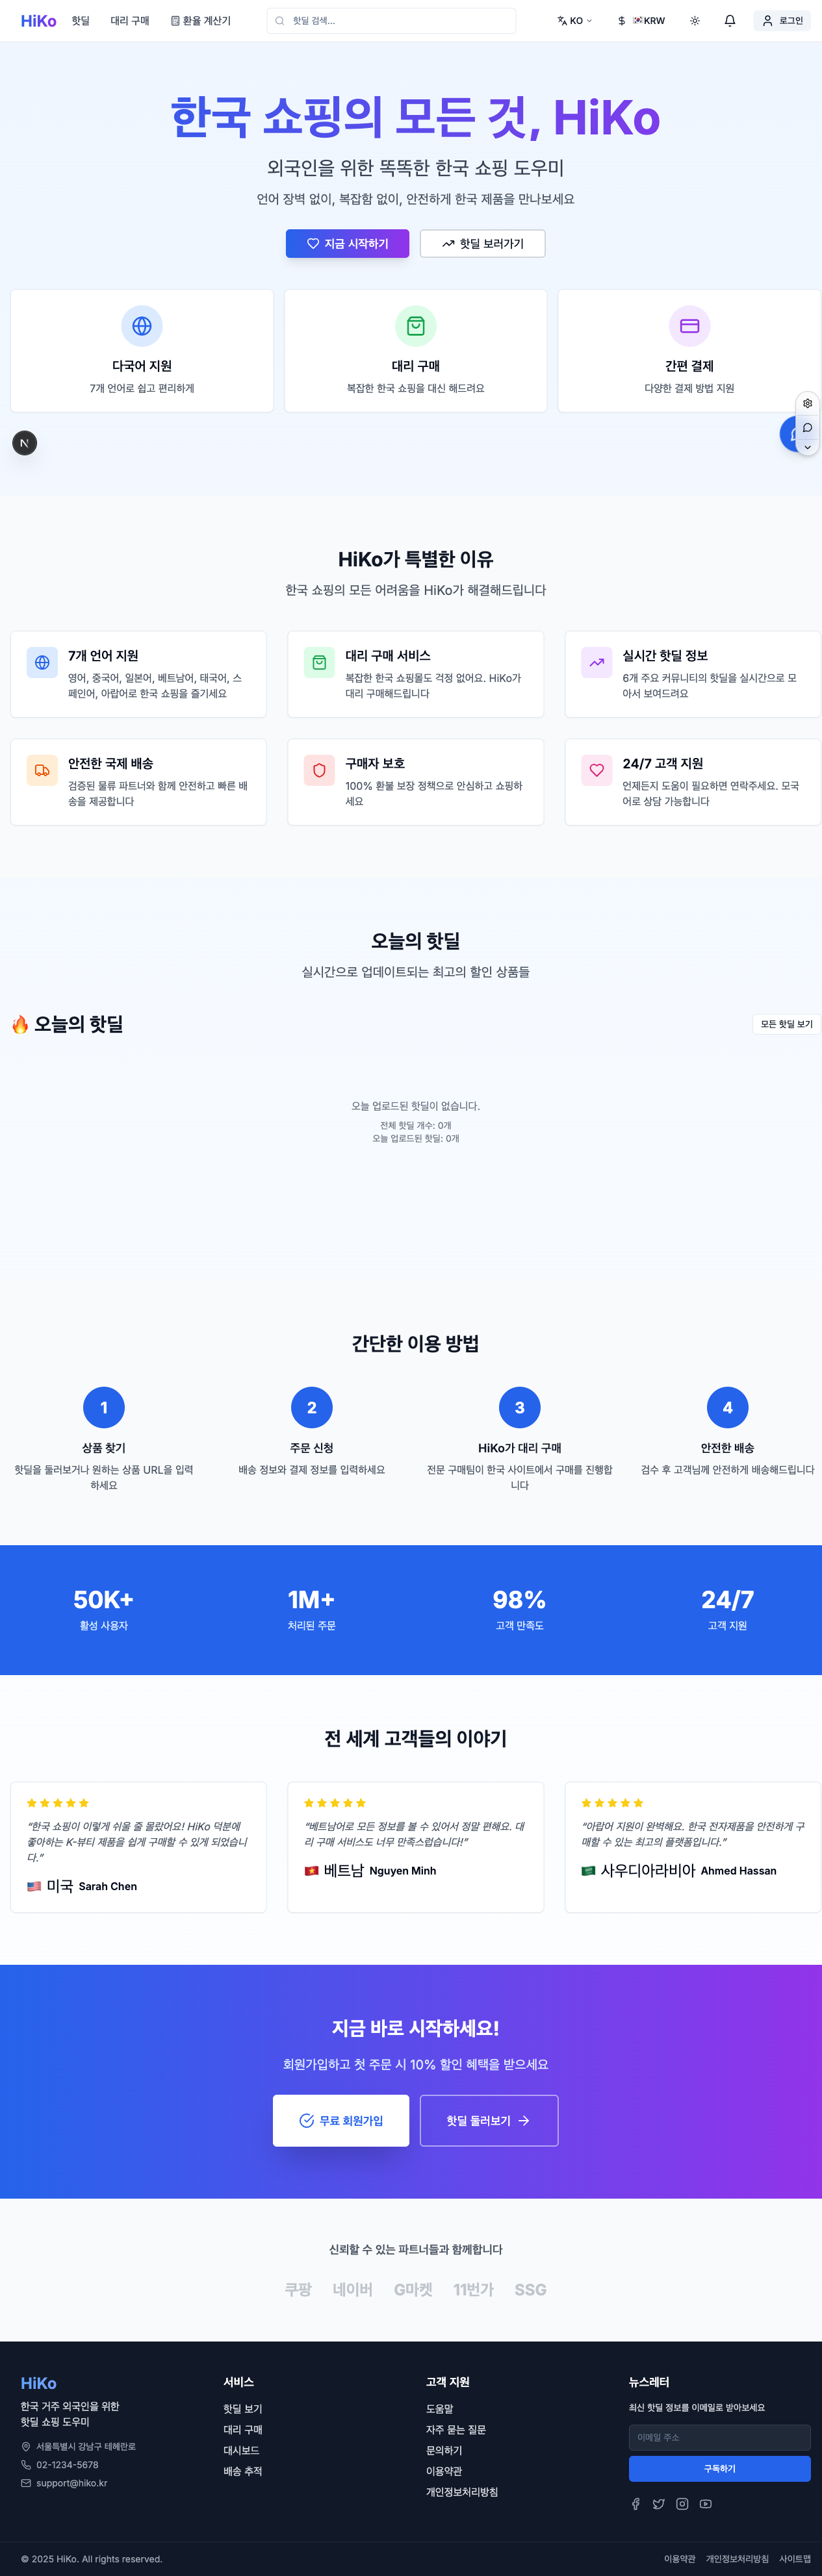 HiKo 핫딜 대리 구매 환율 계산기 핫딜 검색... KO 🇰🇷 KRW 로그인
한국 쇼핑의 모든 것, HiKo
외국인을 위한 똑똑한 한국 쇼핑 도우미
언어 장벽 없이, 복잡함 없이, 안전하게 한국 제품을 만나보세요
지금 시작하기 핫딜 보러가기
다국어 지원
7개 언어로 쉽고 편리하게
대리 구매
복잡한 한국 쇼핑을 대신 해드려요
간편 결제
다양한 결제 방법 지원
N
HiKo가 특별한 이유
한국 쇼핑의 모든 어려움을 HiKo가 해결해드립니다
7개 언어 지원
영어, 중국어, 일본어, 베트남어, 태국어, 스
페인어, 아랍어로 한국 쇼핑을 즐기세요
대리 구매 서비스
복잡한 한국 쇼핑몰도 걱정 없어요. HiKo가
대리 구매해드립니다
실시간 핫딜 정보
6개 주요 커뮤니티의 핫딜을 실시간으로 모
아서 보여드려요
안전한 국제 배송
검증된 물류 파트너와 함께 안전하고 빠른 배
송을 제공합니다
구매자 보호
100% 환불 보장 정책으로 안심하고 쇼핑하
세요
24/7 고객 지원
언제든지 도움이 필요하면 연락주세요. 모국
어로 상담 가능합니다
오늘의 핫딜
실시간으로 업데이트되는 최고의 할인 상품들
🔥 오늘의 핫딜 모든 핫딜 보기
오늘 업로드된 핫딜이 없습니다.
전체 핫딜 개수: 0개
오늘 업로드된 핫딜: 0개
간단한 이용 방법
1
상품 찾기
핫딜을 둘러보거나 원하는 상품 URL을 입력
하세요
2
주문 신청
배송 정보와 결제 정보를 입력하세요
3
HiKo가 대리 구매
전문 구매팀이 한국 사이트에서 구매를 진행합
니다
4
안전한 배송
검수 후 고객님께 안전하게 배송해드립니다
50K+
활성 사용자
1M+
처리된 주문
98%
고객 만족도
24/7
고객 지원
전 세계 고객들의 이야기
"한국 쇼핑이 이렇게 쉬울 줄 몰랐어요! HiKo 덕분에
좋아하는 K-뷰티 제품을 쉽게 구매할 수 있게 되었습니
다."
🇺🇸 미국 Sarah Chen
"베트남어로 모든 정보를 볼 수 있어서 정말 편해요. 대
리 구매 서비스도 너무 만족스럽습니다!"
🇻🇳 베트남 Nguyen Minh
"아랍어 지원이 완벽해요. 한국 전자제품을 안전하게 구
매할 수 있는 최고의 플랫폼입니다."
🇸🇦 사우디아라비아 Ahmed Hassan
지금 바로 시작하세요!
회원가입하고 첫 주문 시 10% 할인 혜택을 받으세요
무료 회원가입 핫딜 둘러보기
신뢰할 수 있는 파트너들과 함께합니다
쿠팡 네이버 G마켓 11번가 SSG
HiKo
한국 거주 외국인을 위한
핫딜 쇼핑 도우미
서울특별시 강남구 테헤란로
02-1234-5678
support@hiko.kr
서비스
핫딜 보기
대리 구매
대시보드
배송 추적
고객 지원
도움말
자주 묻는 질문
문의하기
이용약관
개인정보처리방침
뉴스레터
최신 핫딜 정보를 이메일로 받아보세요
이메일 주소
구독하기
© 2025 HiKo. All rights reserved. 이용약관 개인정보처리방침 사이트맵